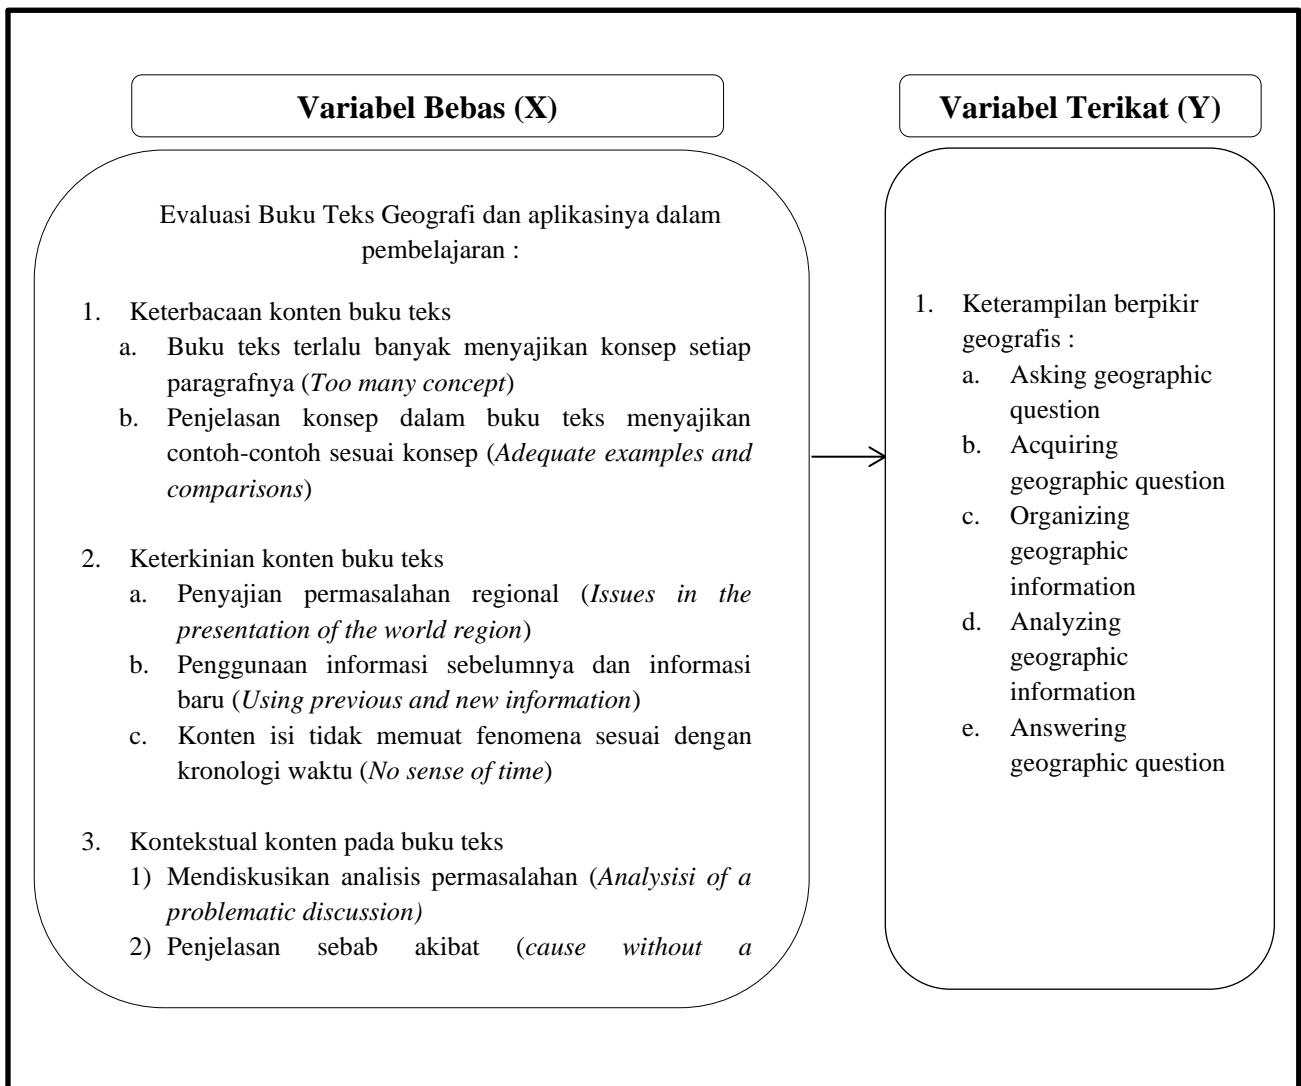 Variabel Bebas (X)
Evaluasi Buku Teks Geografi dan aplikasinya dalam
pembelajaran :
1. Keterbacaan konten buku teks
a. Buku teks terlalu banyak menyajikan konsep setiap
paragrafnya (Too many concept)
b. Penjelasan konsep dalam buku teks menyajikan
contoh-contoh sesuai konsep (Adequate examples and
comparisons)
2. Keterkinian konten buku teks
a. Penyajian permasalahan regional (Issues in the
presentation of the world region)
b. Penggunaan informasi sebelumnya dan informasi
baru (Using previous and new information)
c. Konten isi tidak memuat fenomena sesuai dengan
kronologi waktu (No sense of time)
3. Kontekstual konten pada buku teks
1) Mendiskusikan analisis permasalahan (Analysisi of a
problematic discussion)
2) Penjelasan sebab akibat (cause without a
Variabel Terikat (Y)
1. Keterampilan berpikir
geografis :
a. Asking geographic
question
b. Acquiring
geographic question
c. Organizing
geographic
information
d. Analyzing
geographic
information
e. Answering
geographic question